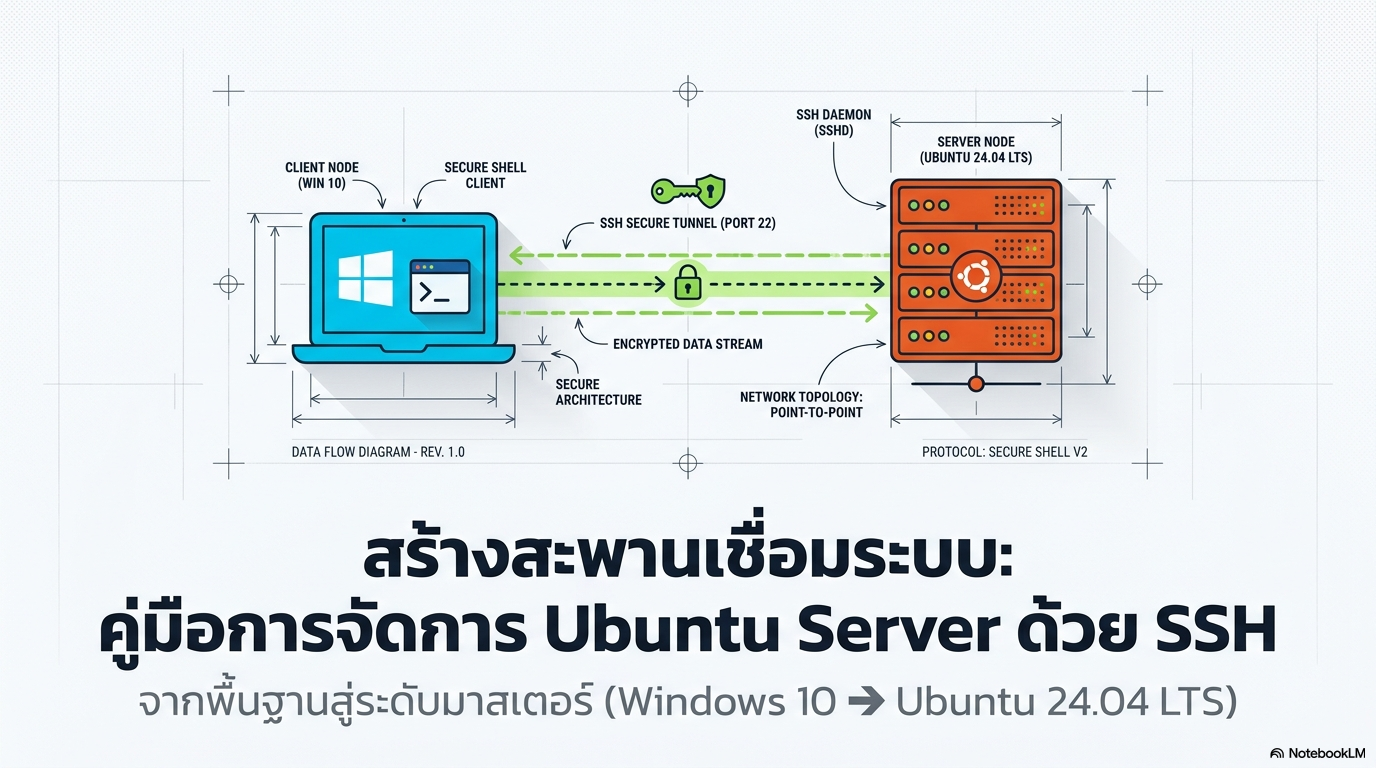 SSH DAEMON
(SSHD)
SERVER NODE
(UBUNTU 24.04 LTS)
CLIENT NODE
(WIN 10)
SECURE SHELL
CLIENT
SSH SECURE TUNNEL (PORT 22)
ENCRYPTED DATA STREAM
SECURE
ARCHITECTURE
NETWORK TOPOLOGY:
POINT-TO-POINT
DATA FLOW DIAGRAM - REV. 1.0
PROTOCOL: SECURE SHELL V2
สร้างสะพานเชื่อมระบบ:
คู่มือการจัดการ Ubuntu Server ด้วย SSH
จากพื้นฐานสู่ระดับมาสเตอร์ (Windows 10 → Ubuntu 24.04 LTS)
NotebookLM